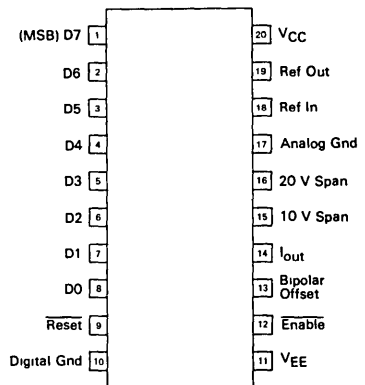 (MSB) D7 1
D6 2
D5 3
D4 4
D3 5
D2 6
D1 7
D0 8
Reset 9
Digital Gnd 10
20 VCC
19 Ref Out
18 Ref In
17 Analog Gnd
16 20 V Span
15 10 V Span
14 Iout
13 Bipolar
Offset
12 Enable
11 VEE